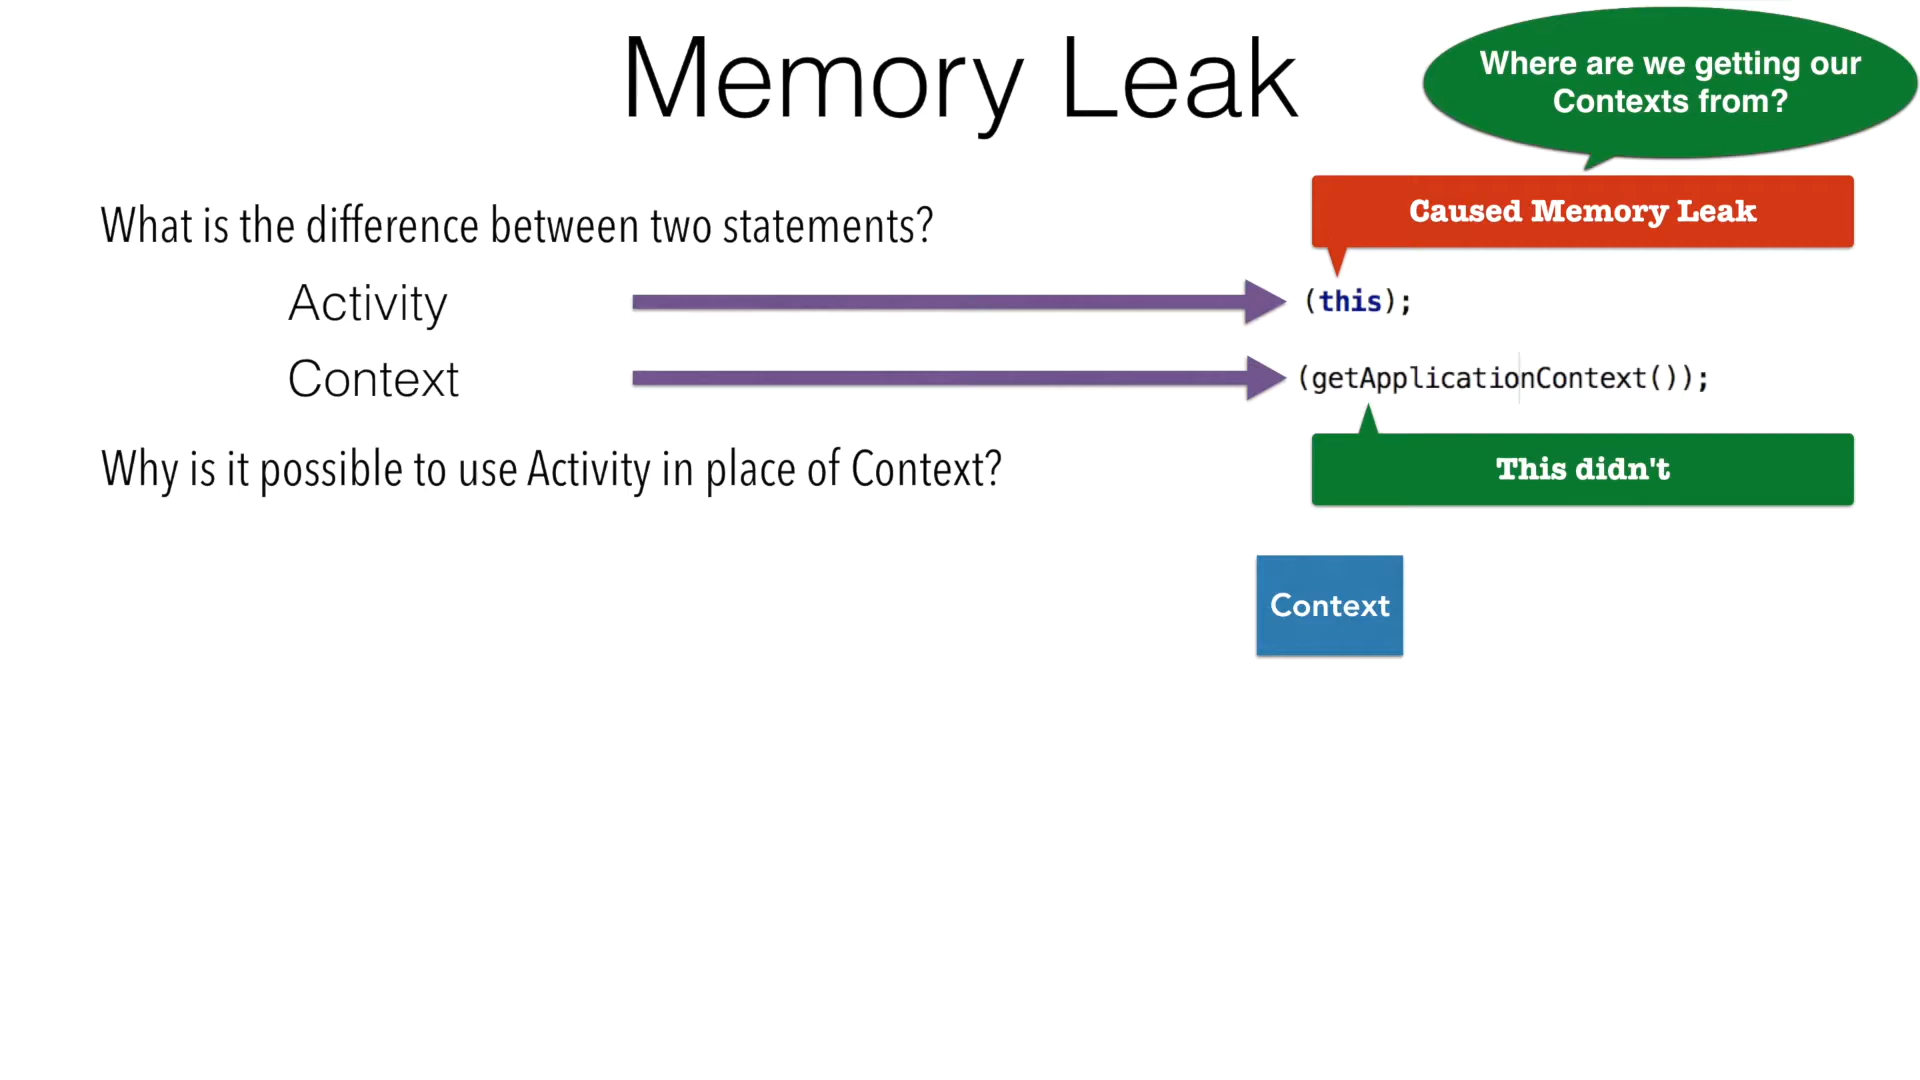 Memory Leak
Where are we getting our
Contexts from?
Caused Memory Leak
What is the difference between two statements?
Activity
(this);
Context
(getApplicationContext());
Why is it possible to use Activity in place of Context?
This didn't
Context